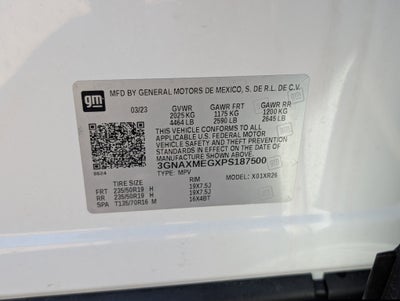 gm MFD BY GENERAL MOTORS DE MEXICO, S. DE R.L. DE C.V.
03/23 GVWR GAWR FRT GAWR RR
2025 KG 1175 KG 1200 KG
4464 LB 2590 LB 2645 LB
THIS VEHICLE CONFORMS TO ALL
APPLICABLE U.S. FEDERAL MOTOR
VEHICLE SAFETY AND THEFT PREVENTION
STANDARDS IN EFFECT ON THE DATE OF
MANUFACTURE SHOWN ABOVE.
3GNAXMEGXPS187500
TYPE: MPV MODEL: X01XR26
TIRE SIZE RIM
FRT 235/50R19 H 19X7.5J
RR 235/50R19 H 19X7.5J
SPA T135/70R16 M 16X4BT